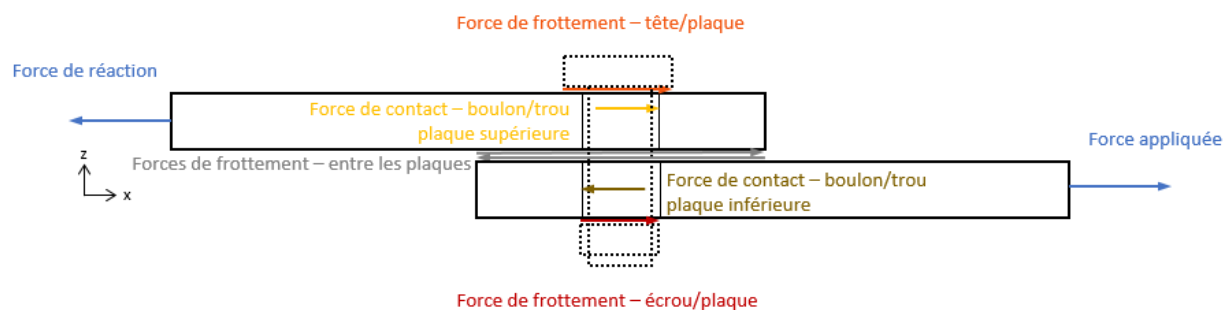 Force de frottement – tête/plaque
Force de réaction
Force de contact – boulon/trou
plaque supérieure
Force appliquée
Forces de frottement – entre les plaques
z
x
Force de contact – boulon/trou
plaque inférieure
Force de frottement – écrou/plaque